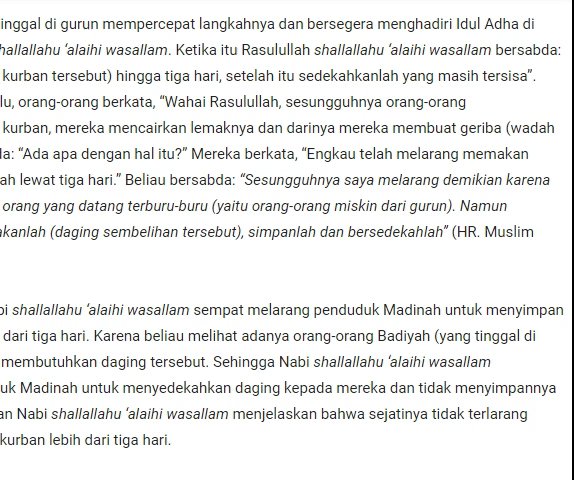 inggal di gurun mempercepat langkahnya dan bersegera menghadiri Idul Adha di
hallallahu ‘alaihi wasallam. Ketika itu Rasulullah shallallahu ‘alaihi wasallam bersabda:
kurban tersebut) hingga tiga hari, setelah itu sedekahkanlah yang masih tersisa”.
lu, orang-orang berkata, “Wahai Rasulullah, sesungguhnya orang-orang
kurban, mereka mencairkan lemaknya dan darinya mereka membuat geriba (wadah
la: “Ada apa dengan hal itu?” Mereka berkata, “Engkau telah melarang memakan
ah lewat tiga hari.” Beliau bersabda: “Sesungguhnya saya melarang demikian karena
orang yang datang terburu-buru (yaitu orang-orang miskin dari gurun). Namun
akanlah (daging sembelihan tersebut), simpanlah dan bersedekahlah” (HR. Muslim
bi shallallahu ‘alaihi wasallam sempat melarang penduduk Madinah untuk menyimpan
dari tiga hari. Karena beliau melihat adanya orang-orang Badiyah (yang tinggal di
membutuhkan daging tersebut. Sehingga Nabi shallallahu ‘alaihi wasallam
uk Madinah untuk menyedekahkan daging kepada mereka dan tidak menyimpannya
an Nabi shallallahu ‘alaihi wasallam menjelaskan bahwa sejatinya tidak terlarang
kurban lebih dari tiga hari.